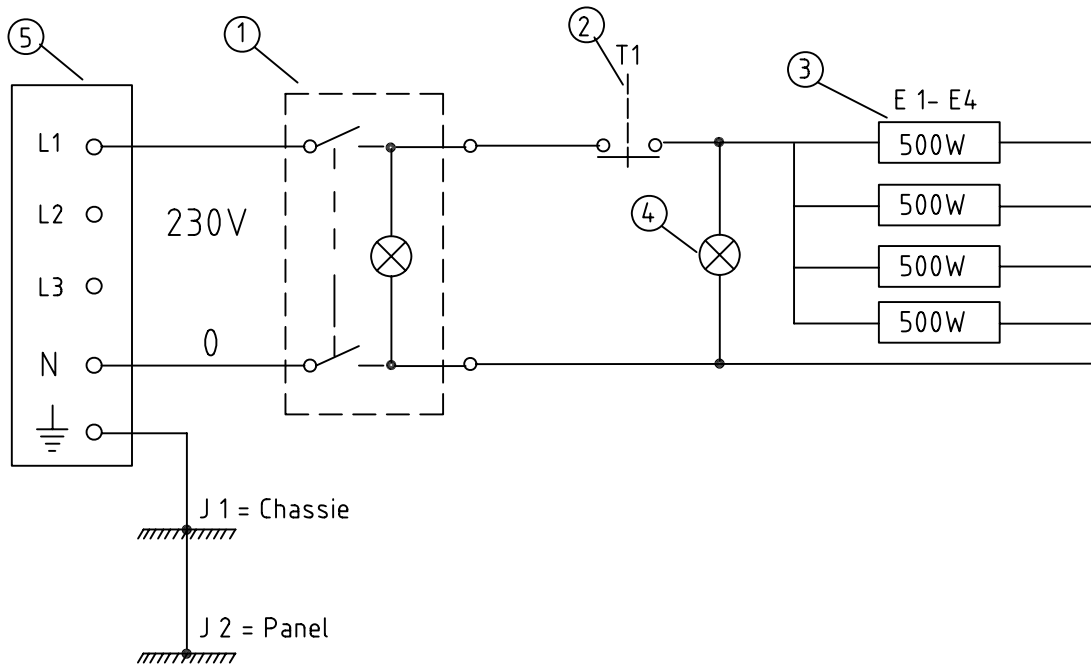 5
1
2
T1
3
E 1- E4
L1
500W
L2
230V
4
500W
L3
500W
500W
N
0
J 1 = Chassie
J 2 = Panel